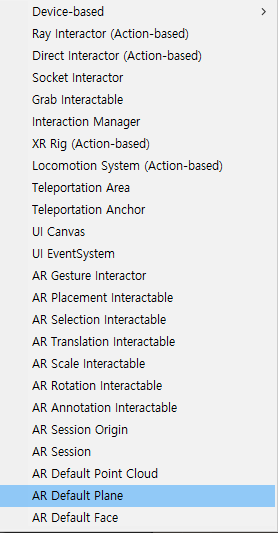 Device-based
Ray Interactor (Action-based)
Direct Interactor (Action-based)
Socket Interactor
Grab Interactable
Interaction Manager
XR Rig (Action-based)
Locomotion System (Action-based)
Teleportation Area
Teleportation Anchor
UI Canvas
UI EventSystem
AR Gesture Interactor
AR Placement Interactable
AR Selection Interactable
AR Translation Interactable
AR Scale Interactable
AR Rotation Interactable
AR Annotation Interactable
AR Session Origin
AR Session
AR Default Point Cloud
AR Default Plane
AR Default Face